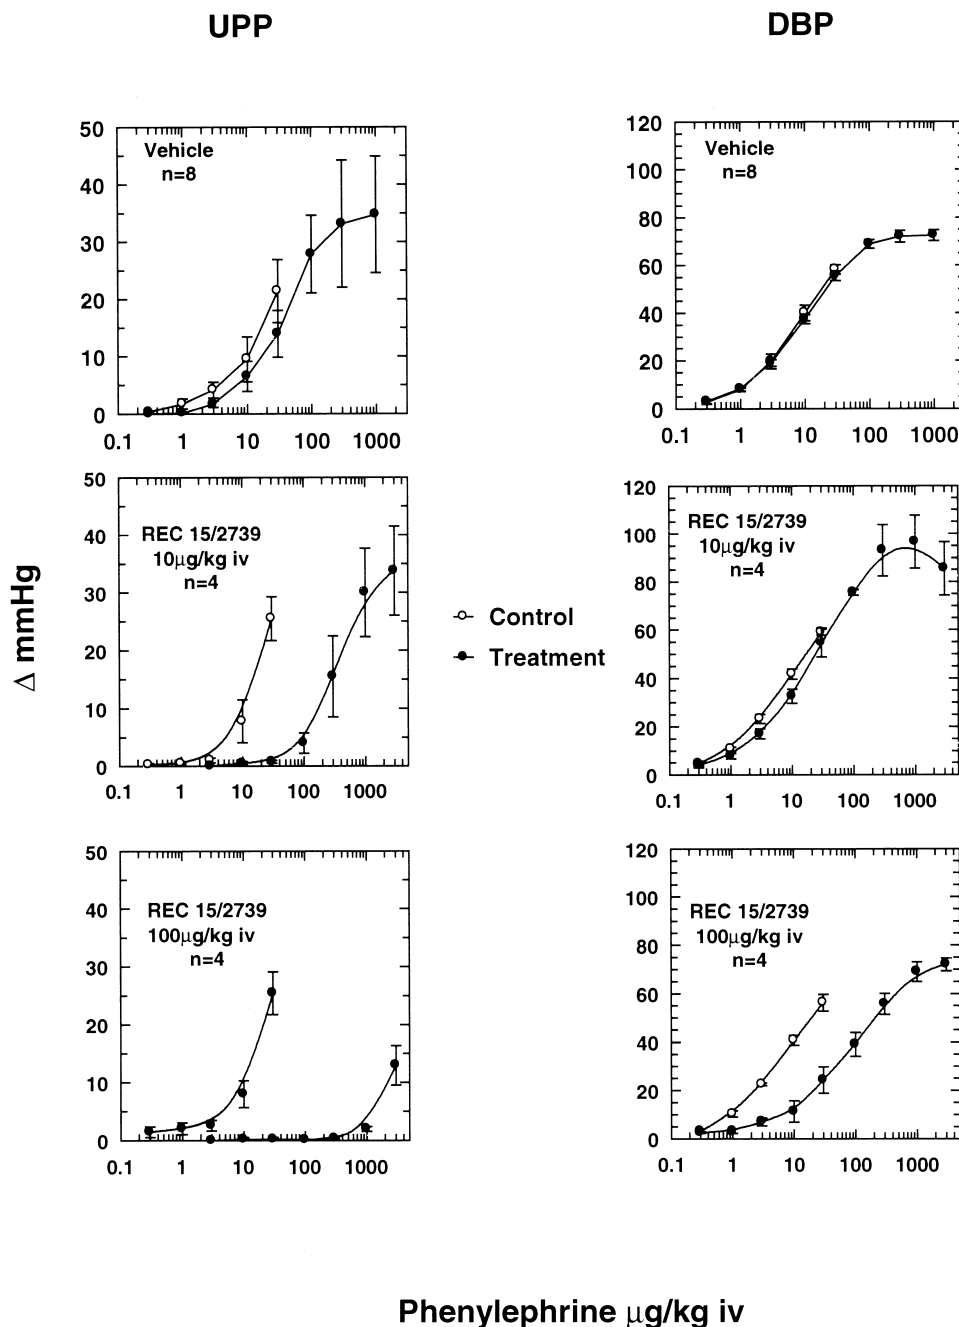 UPP
DBP
50
40
30
20
10
0
Vehicle
n=8
0.1 1 10 100 1000
120
100
80
60
40
20
0
Vehicle
n=8
0.1 1 10 100 1000
50
40
30
20
10
0
REC 15/2739
10μg/kg iv
n=4
0.1 1 10 100 1000
Δ mmHg
Control
Treatment
120
100
80
60
40
20
0
REC 15/2739
10μg/kg iv
n=4
0.1 1 10 100 1000
50
40
30
20
10
0
REC 15/2739
100μg/kg iv
n=4
0.1 1 10 100 1000
120
100
80
60
40
20
0
REC 15/2739
100μg/kg iv
n=4
0.1 1 10 100 1000
Phenylephrine μg/kg iv